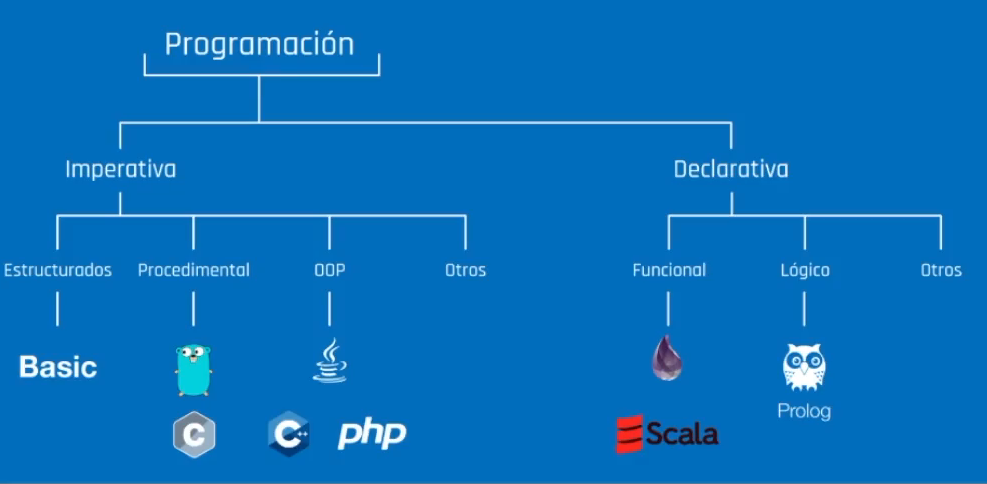 Programación
Imperativa
Declarativa
Estructurados
Procedimental
OOP
Otros
Funcional
Lógico
Otros
Basic
C
C++
php
Scala
Prolog